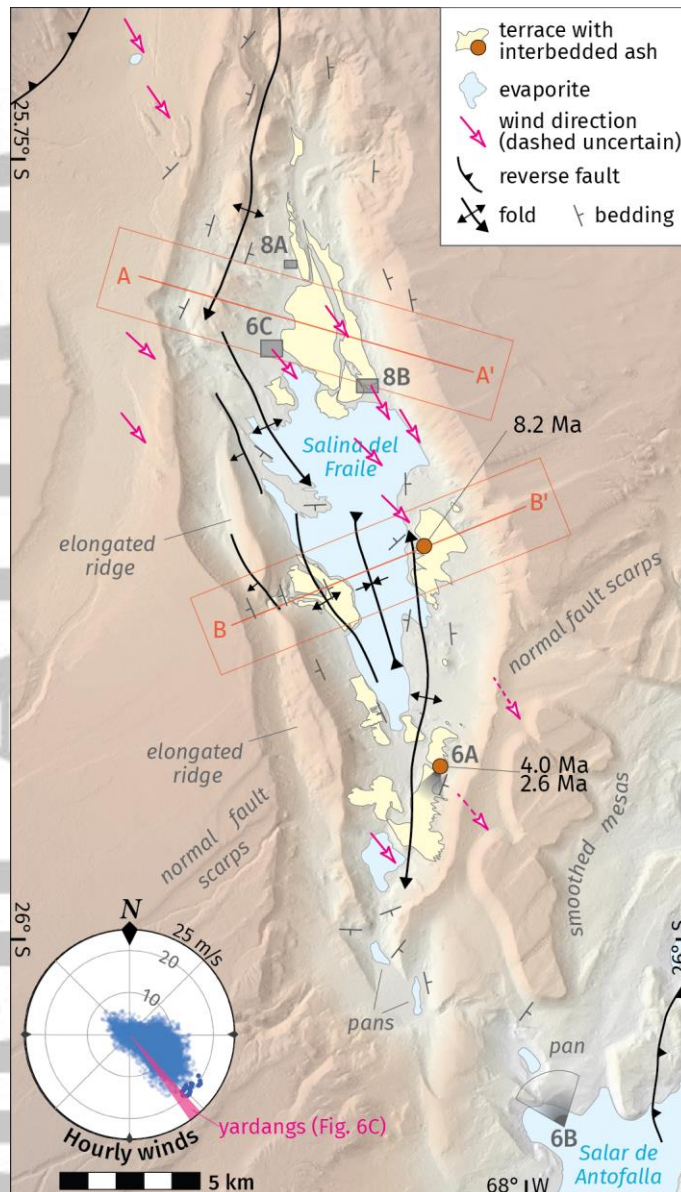 terrace with
interbedded ash
evaporite
wind direction
(dashed uncertain)
reverse fault
fold
bedding
25.75° S
8A
A
6C
A'
8B
Salina del
Fraile
8.2 Ma
B'
elongated
ridge
B
normal fault scarps
6A
4.0 Ma
2.6 Ma
elongated
ridge
smoothed mesas
normal fault
scarps
26° S
26° S
N
25 m/s
20
10
pans
pan
yardangs (Fig. 6C)
Hourly winds
6B
Salar de
Antofalla
5 km
68° W